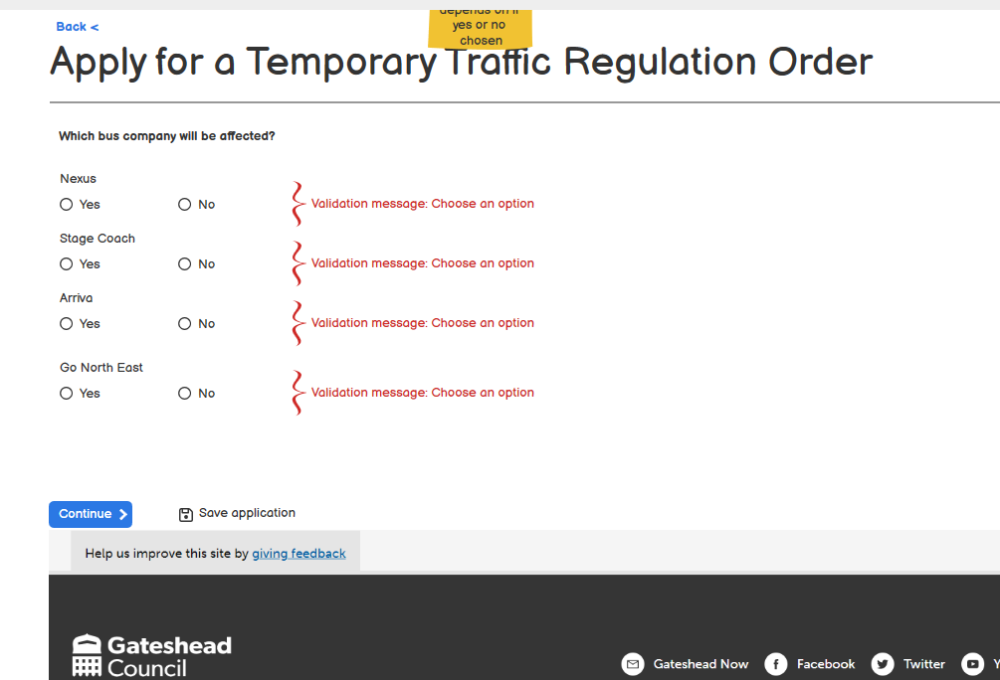 depends on if
Back <
yes or no
chosen
Apply for a Temporary Traffic Regulation Order
Which bus company will be affected?
Nexus
Yes No Validation message: Choose an option
Stage Coach
Yes No Validation message: Choose an option
Arriva
Yes No Validation message: Choose an option
Go North East
Yes No Validation message: Choose an option
Continue > Save application
Help us improve this site by giving feedback
Gateshead
Council
Gateshead Now Facebook Twitter Y